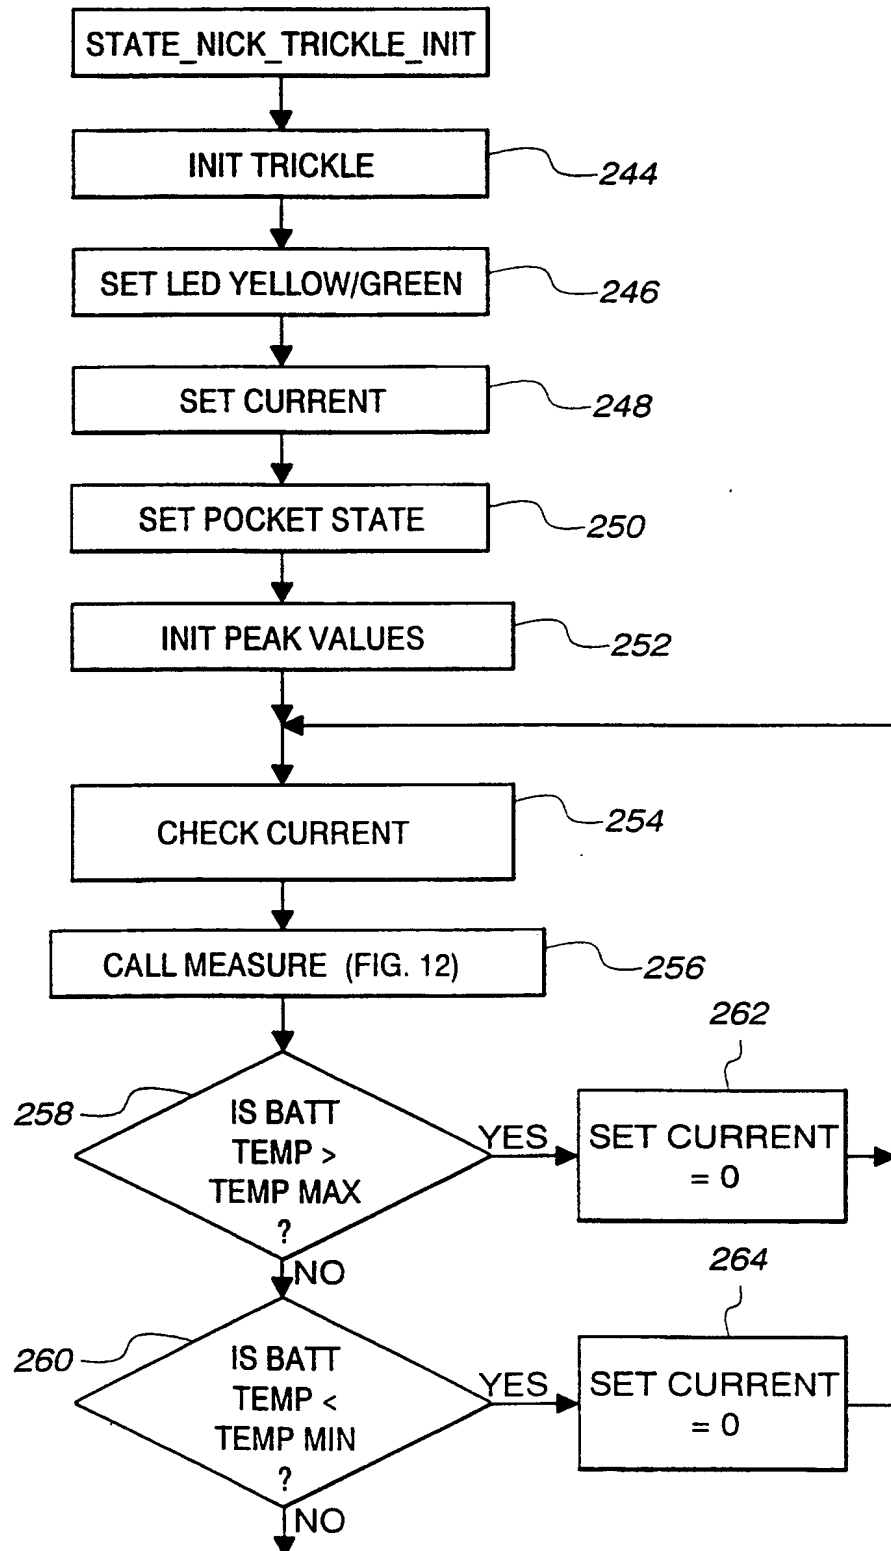 STATE_NICK_TRICKLE_INIT
INIT TRICKLE
244
SET LED YELLOW/GREEN
246
SET CURRENT
248
SET POCKET STATE
250
INIT PEAK VALUES
252
CHECK CURRENT
254
CALL MEASURE (FIG. 12)
256
258
IS BATT
TEMP >
TEMP MAX
?
YES
262
SET CURRENT
= 0
NO
260
IS BATT
TEMP <
TEMP MIN
?
YES
264
SET CURRENT
= 0
NO